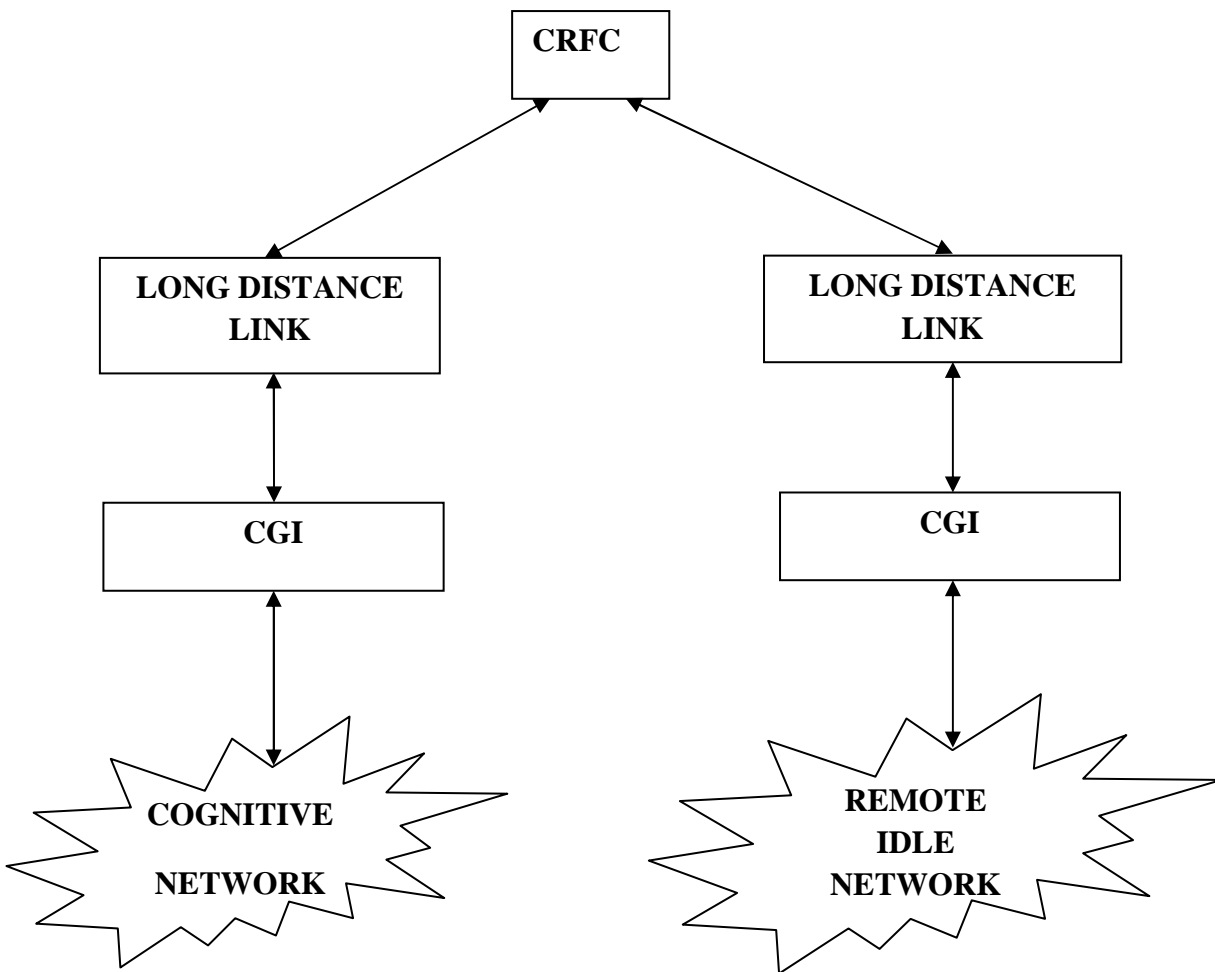 CRFC
LONG DISTANCE
LINK
LONG DISTANCE
LINK
CGI
CGI
COGNITIVE
NETWORK
REMOTE
IDLE
NETWORK